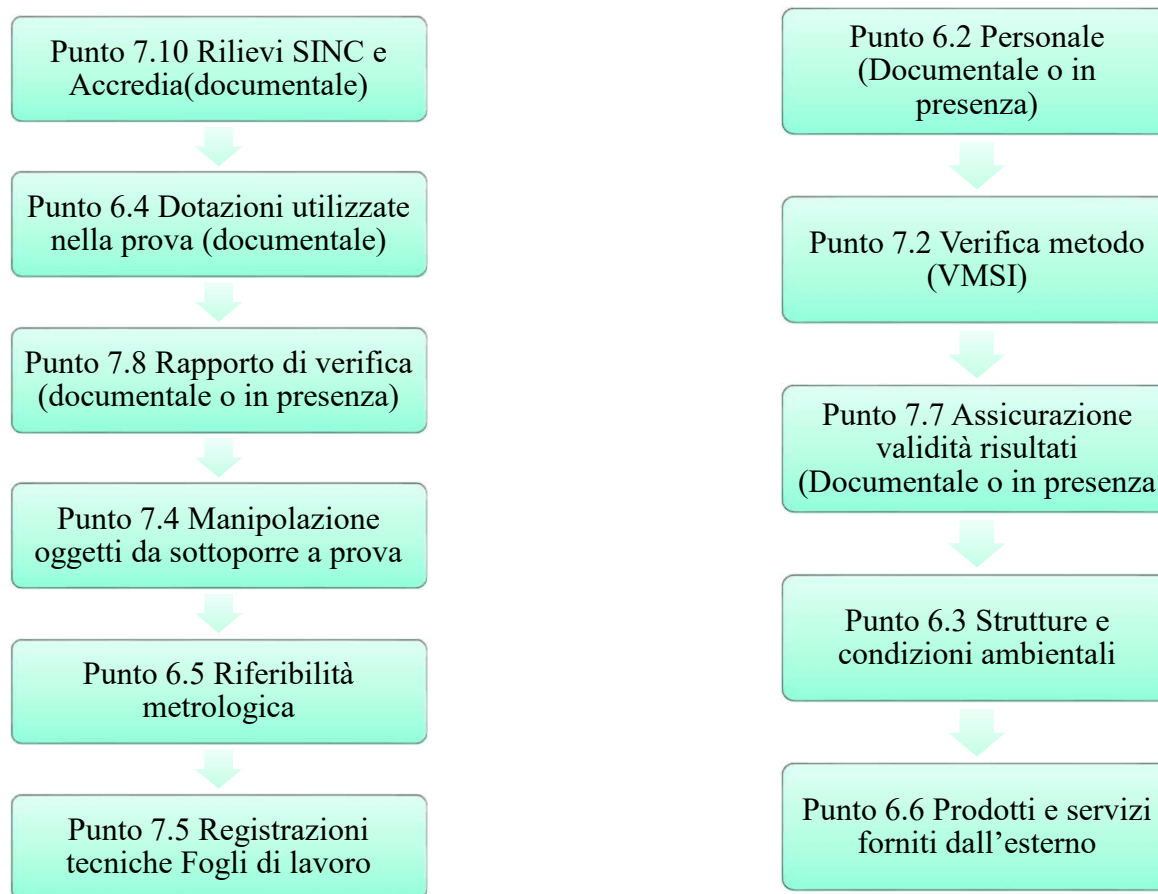 Punto 7.10 Rilievi SINC e
Accredia(documentale)
Punto 6.4 Dotazioni utilizzate
nella prova (documentale)
Punto 7.8 Rapporto di verifica
(documentale o in presenza)
Punto 7.4 Manipolazione
oggetti da sottoporre a prova
Punto 6.5 Riferibilità
metrologica
Punto 7.5 Registrazioni
tecniche Fogli di lavoro
Punto 6.2 Personale
(Documentale o in
presenza)
Punto 7.2 Verifica metodo
(VMSI)
Punto 7.7 Assicurazione
validità risultati
(Documentale o in presenza
Punto 6.3 Strutture e
condizioni ambientali
Punto 6.6 Prodotti e servizi
forniti dall’esterno